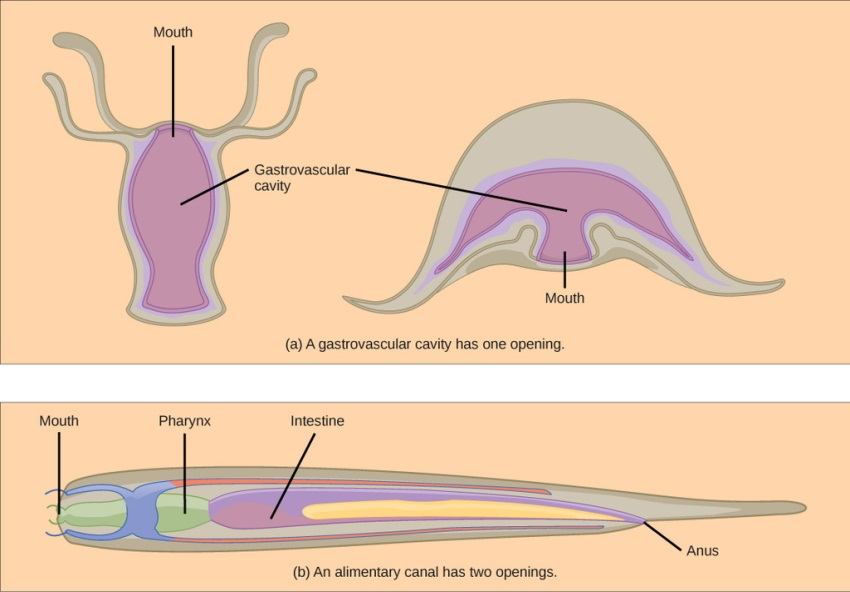 Mouth
Gastrovascular
cavity
Mouth
(a) A gastrovascular cavity has one opening.
Mouth
Pharynx
Intestine
Anus
(b) An alimentary canal has two openings.